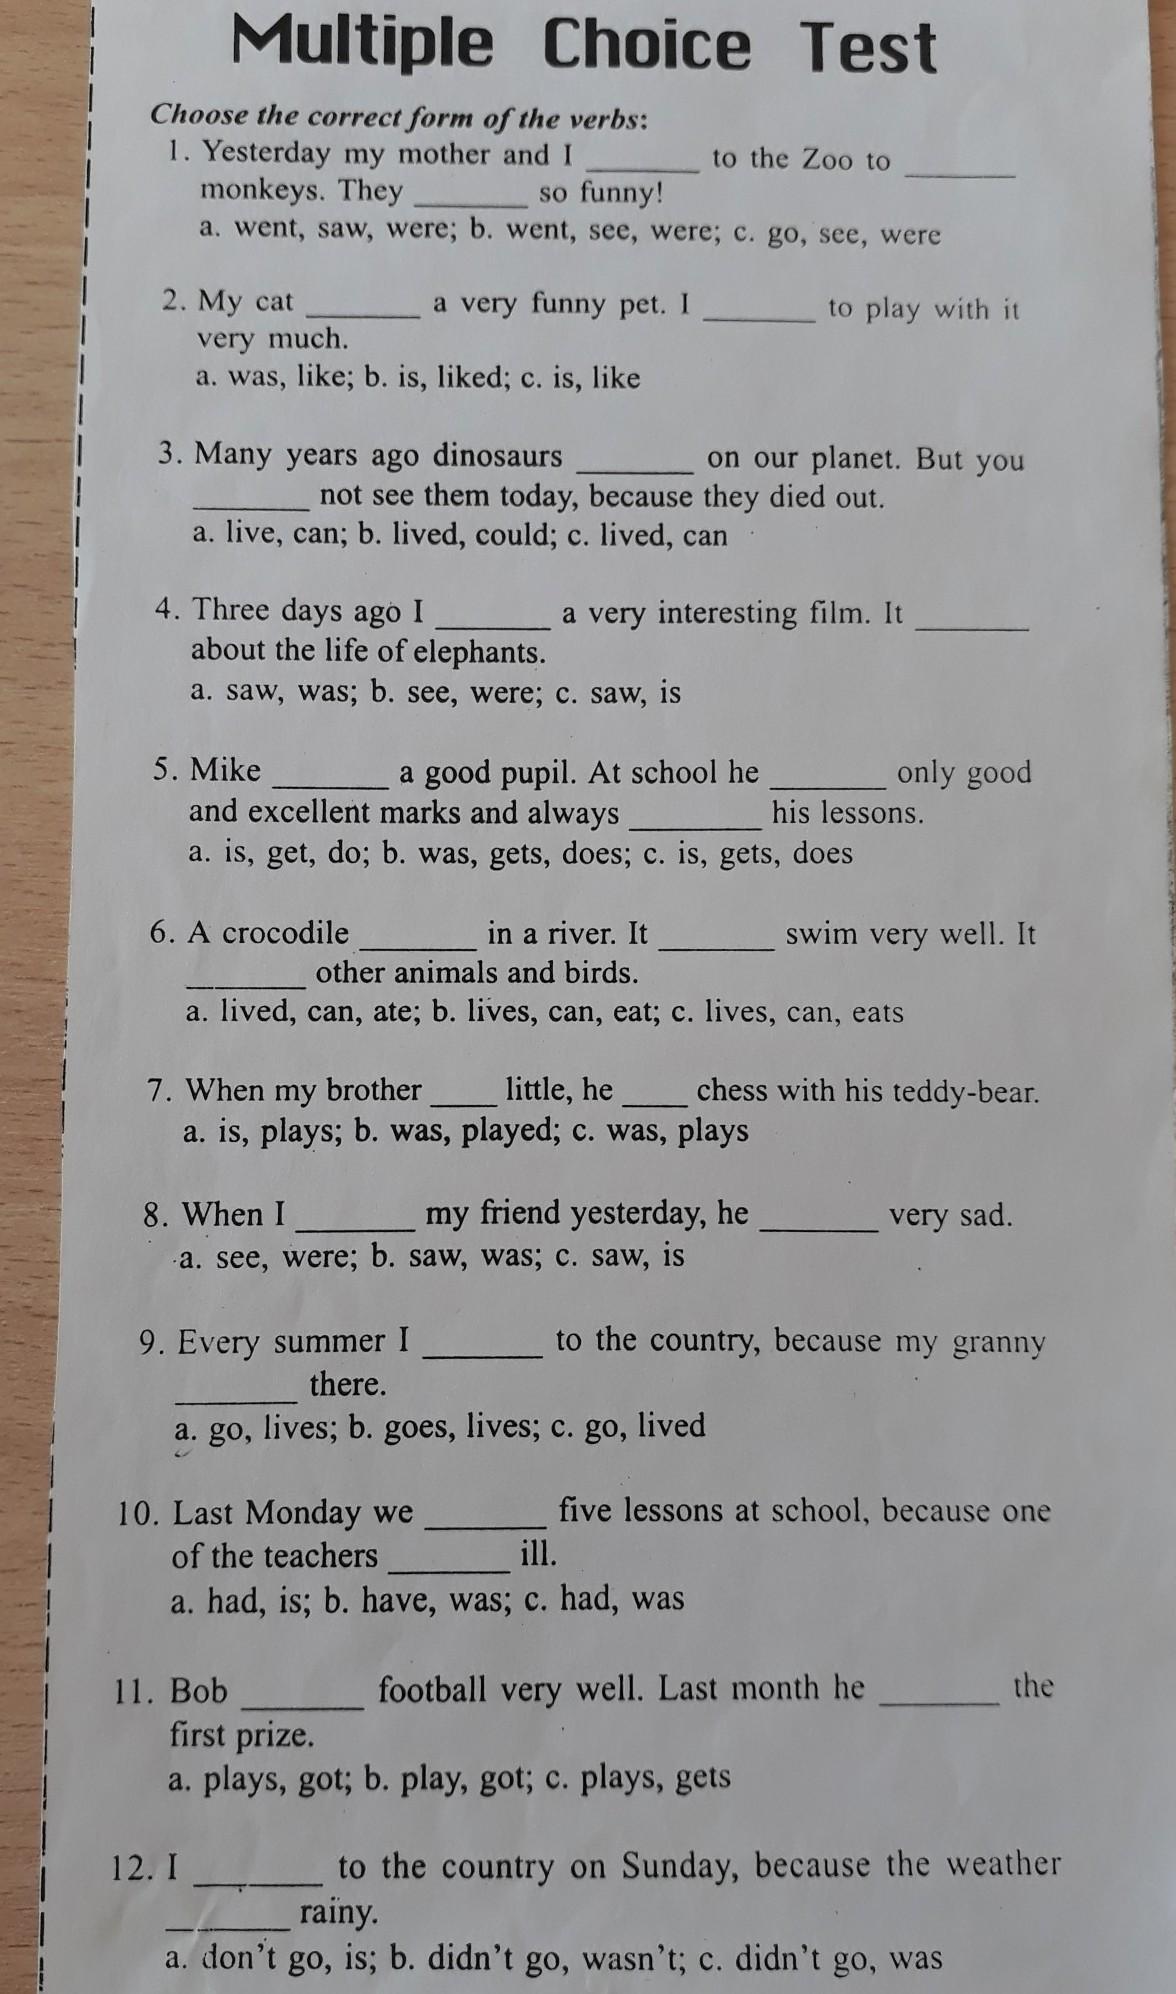 Multiple Choice Test
Choose the correct form of the verbs:
1. Yesterday my mother and I _______ to the Zoo to _______
monkeys. They _______ so funny!
a. went, saw, were; b. went, see, were; c. go, see, were
2. My cat _______ a very funny pet. I _______ to play with it
very much.
a. was, like; b. is, liked; c. is, like
3. Many years ago dinosaurs _______ on our planet. But you
_______ not see them today, because they died out.
a. live, can; b. lived, could; c. lived, can
4. Three days ago I _______ a very interesting film. It _______
about the life of elephants.
a. saw, was; b. see, were; c. saw, is
5. Mike _______ a good pupil. At school he _______ only good
and excellent marks and always ________ his lessons.
a. is, get, do; b. was, gets, does; c. is, gets, does
6. A crocodile _______ in a river. It _______ swim very well. It
_______ other animals and birds.
a. lived, can, ate; b. lives, can, eat; c. lives, can, eats
7. When my brother ____ little, he ____ chess with his teddy-bear.
a. is, plays; b. was, played; c. was, plays
8. When I _______ my friend yesterday, he _______ very sad.
a. see, were; b. saw, was; c. saw, is
9. Every summer I _______ to the country, because my granny
_______ there.
a. go, lives; b. goes, lives; c. go, lived
10. Last Monday we _______ five lessons at school, because one
of the teachers _______ ill.
a. had, is; b. have, was; c. had, was
11. Bob _______ football very well. Last month he _______ the
first prize.
a. plays, got; b. play, got; c. plays, gets
12. I _______ to the country on Sunday, because the weather
_______ rainy.
a. don't go, is; b. didn't go, wasn't; c. didn't go, was